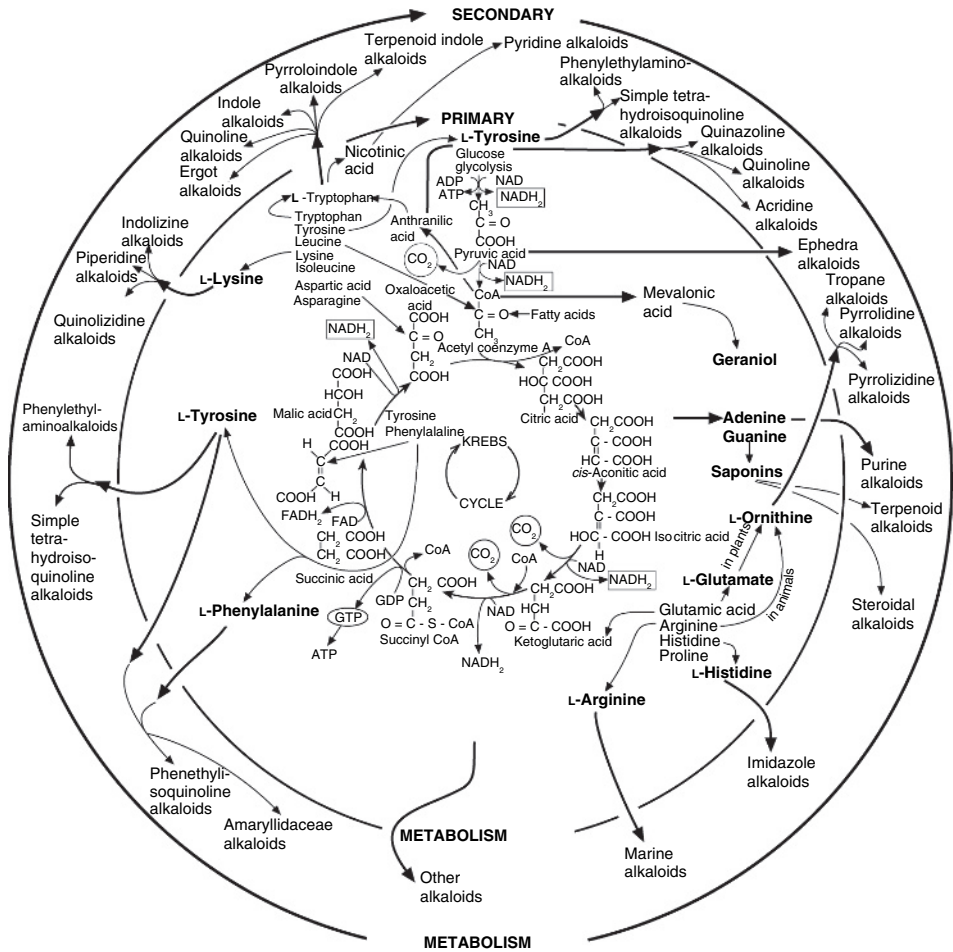 SECONDARY
Terpenoid indole
alkaloids
Pyridine alkaloids
Pyrroloindole
alkaloids
Phenylethylamino-
alkaloids
Indole
alkaloids
Simple tetra-
hydroisoquinoline
alkaloids
PRIMARY
L-Tyrosine
Quinoline
alkaloids
Quinazoline
alkaloids
Ergot
alkaloids
Nicotinic
acid
Glucose
glycolysis
Quinoline
alkaloids
ADP
ATP
NAD
NADH2
Acridine
alkaloids
L -Tryptophan
CH3
C = O
COOH
Anthranilic
acid
Tryptophan
Tyrosine
Leucine
Lysine
Isoleucine
Indolizine
alkaloids
Piperidine
alkaloids
L-Lysine
Quinolizidine
alkaloids
Pyruvic acid
CO2
NAD
NADH2
Ephedra
alkaloids
Tropane
alkaloids
Pyrrolidine
alkaloids
Aspartic acid
Asparagine
Oxaloacetic
acid
COOH
C = O
CH2
COOH
CoA
C = O
CH3
Fatty acids
Mevalonic
acid
Geraniol
Pyrrolizidine
alkaloids
Acetyl coenzyme A
CoA
NADH2
NAD
COOH
HCOH
CH2
COOH
Malic acid
CH2COOH
HOCCOOH
CH2COOH
Citric acid
Tyrosine
Phenylalaline
Phenylethyl-
aminoalkaloids
L-Tyrosine
KREBS
CYCLE
CH2COOH
C - COOH
HC - COOH
cis-Aconitic acid
Adenine
Guanine
Saponins
Purine
alkaloids
Terpenoid
alkaloids
Steroidal
alkaloids
H
COOH
C
C
COOH
H
FADH2
FAD
CH2COOH
C - COOH
HOC - COOH
H
Isocitric acid
L-Ornithine
Simple
tetra-
hydroiso-
quinoline
alkaloids
CH2COOH
CH2COOH
Succinic acid
CoA
CO2
CoA
CO2
NAD
NADH2
in plants
in animals
L-Glutamate
L-Phenylalanine
GDP
GTP
ATP
COOH
CH2
CH2
O = C - S - CoA
Succinyl CoA
NAD
NADH2
COOH
CH2
CHH
O = C - COOH
Ketoglutaric acid
Glutamic acid
Arginine
Histidine
Proline
L-Histidine
L-Arginine
Phenethyli-
soquinoline
alkaloids
Amaryllidaceae
alkaloids
Imidazole
alkaloids
METABOLISM
Marine
alkaloids
Other
alkaloids
METABOLISM